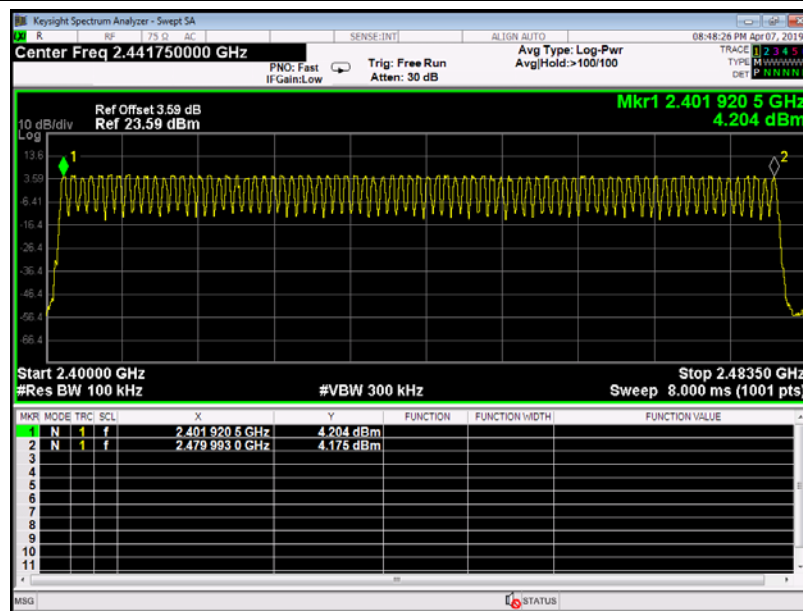 Keysight Spectrum Analyzer - Swept SA
R RF 75 Ω AC SENSE:INT ALIGN AUTO 08:48:26 PM Apr 07, 2019
Center Freq 2.441750000 GHz
PNO: Fast
IFGain:Low
Trig: Free Run
Atten: 30 dB
Avg Type: Log-Pwr
Avg|Hold:>100/100
TRACE 1 2 3 4 5
TYPE M
DET P N N N N
Ref Offset 3.59 dB
Ref 23.59 dBm
10 dB/div
Log
Mkr1 2.401 920 5 GHz
4.204 dBm
1
2
13.6
3.59
-6.41
-16.4
-26.4
-36.4
-46.4
-56.4
-66.4
Start 2.40000 GHz
#Res BW 100 kHz
#VBW 300 kHz
Stop 2.48350 GHz
Sweep 8.000 ms (1001 pts)
MKR MODE TRC SCL X Y FUNCTION FUNCTION WIDTH FUNCTION VALUE
1 N 1 f 2.401 920 5 GHz 4.204 dBm
2 N 1 f 2.479 993 0 GHz 4.175 dBm
3
4
5
6
7
8
9
10
11
MSG STATUS